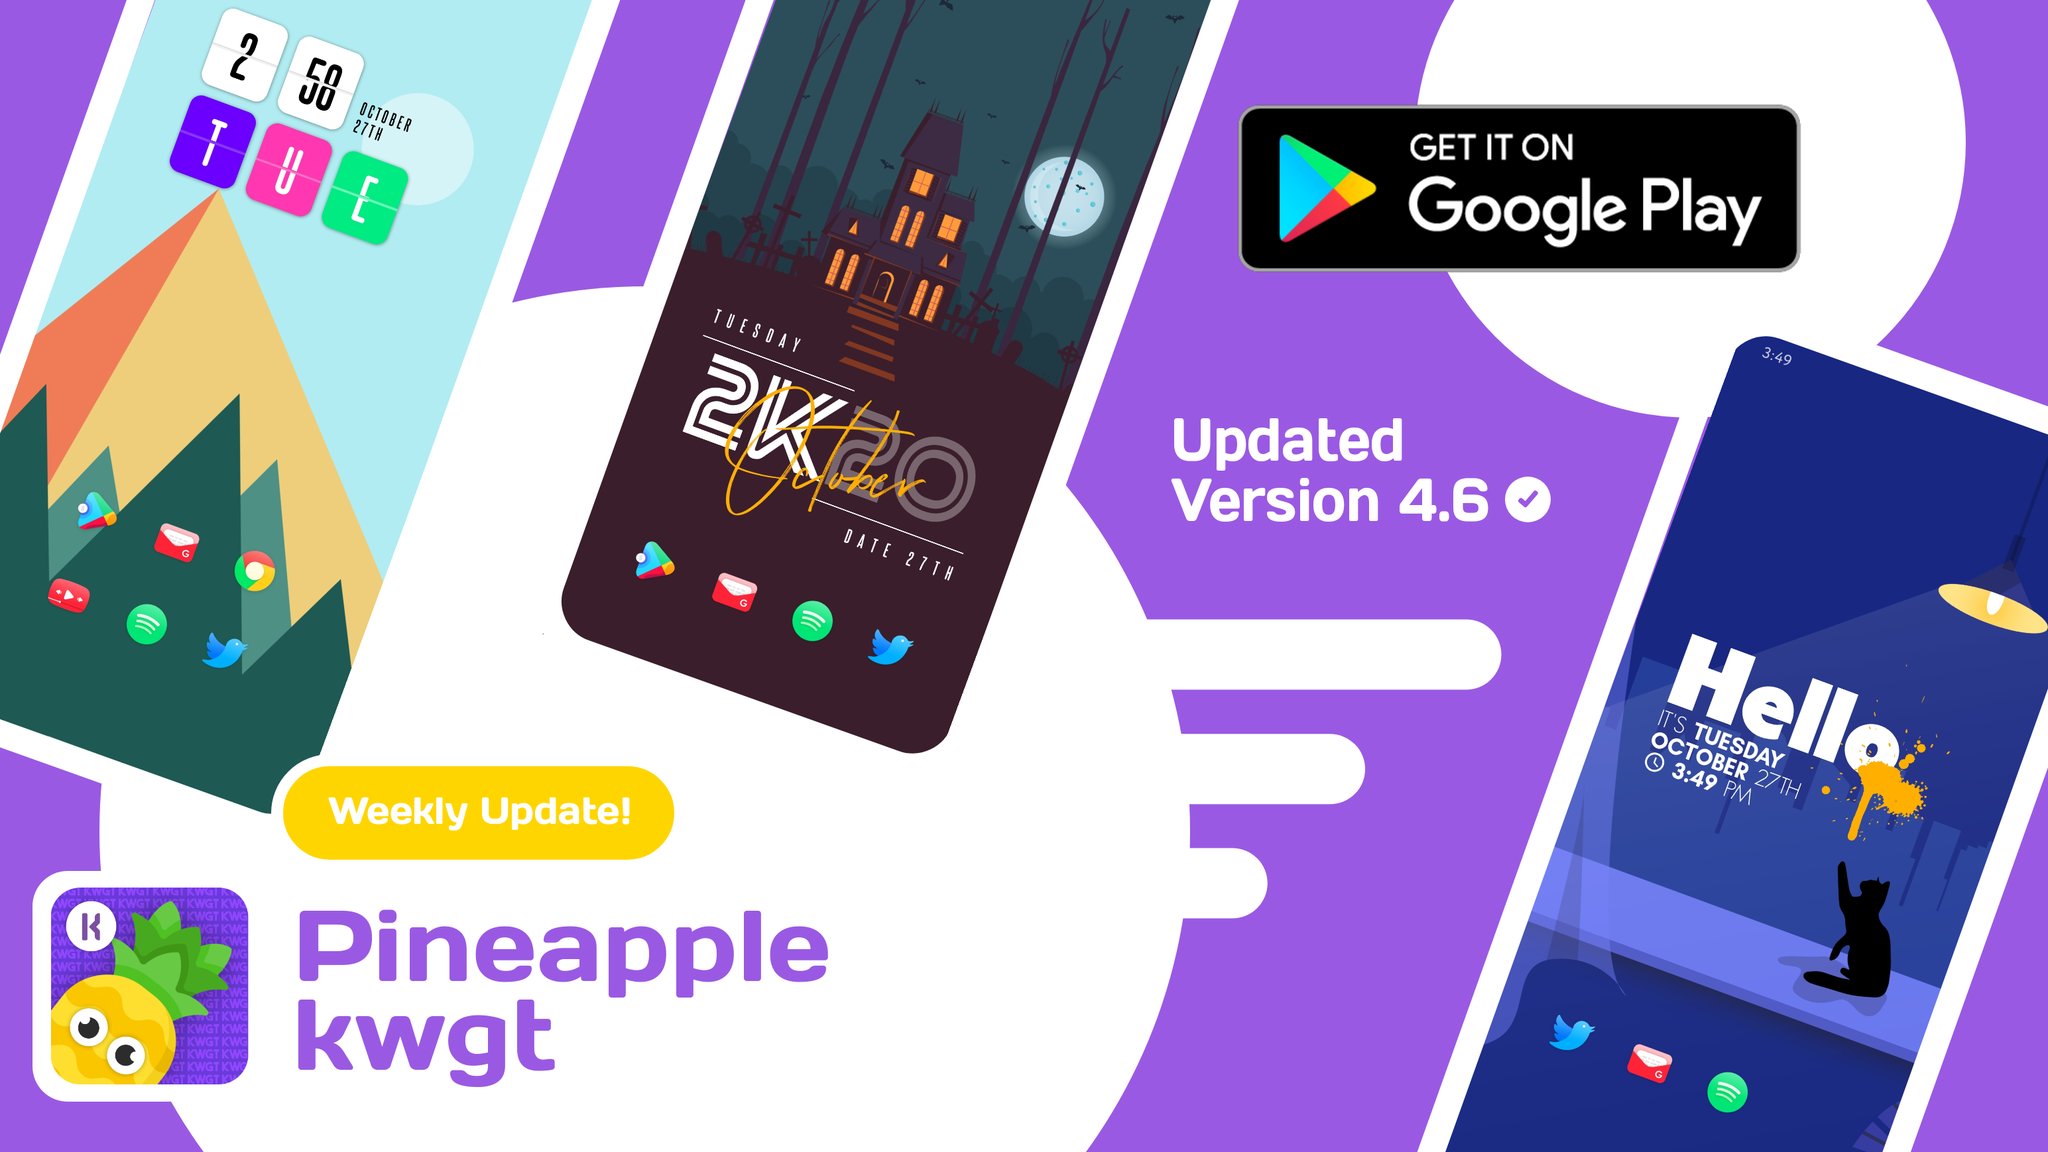 2 58
OCTOBER
27TH
T U E
TUESDAY
2K20
October
DATE 27TH
GET IT ON
Google Play
Updated
Version 4.6
3:49
Hello
IT'S TUESDAY
OCTOBER 27TH
3:49 PM
Weekly Update!
Pineapple
kwgt